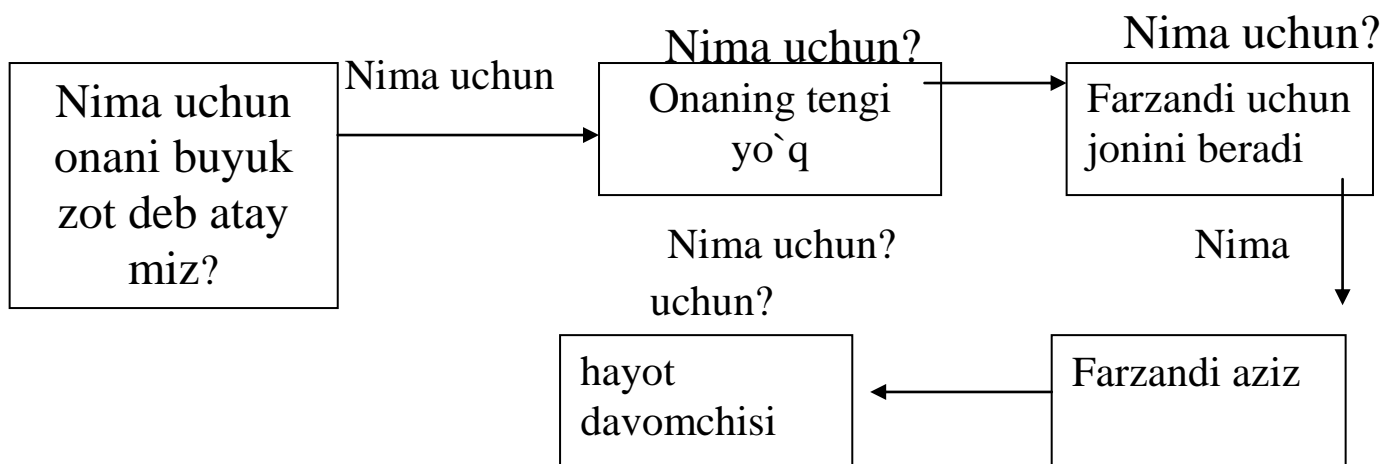 Nima uchun
onani buyuk
zot deb atay
miz?
Nima uchun
Nima uchun?
Onaning tengi
yo`q
Nima uchun?
Farzandi uchun
jonini beradi
Nima uchun?
Nima
uchun?
hayot
davomchisi
Farzandi aziz